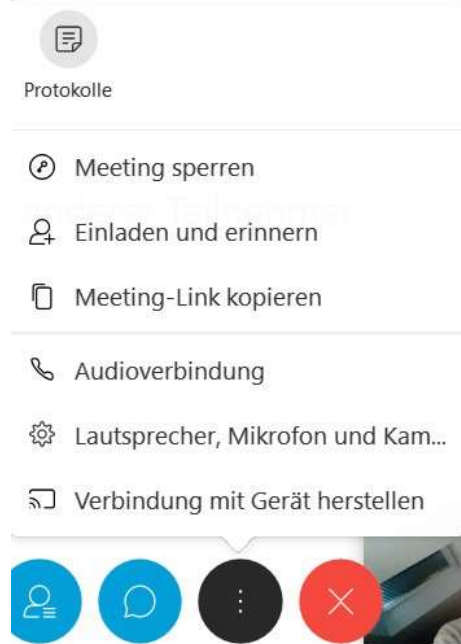 Protokolle
Meeting sperren
Einladen und erinnern
Meeting-Link kopieren
Audioverbindung
Lautsprecher, Mikrofon und Kam...
Verbindung mit Gerät herstellen